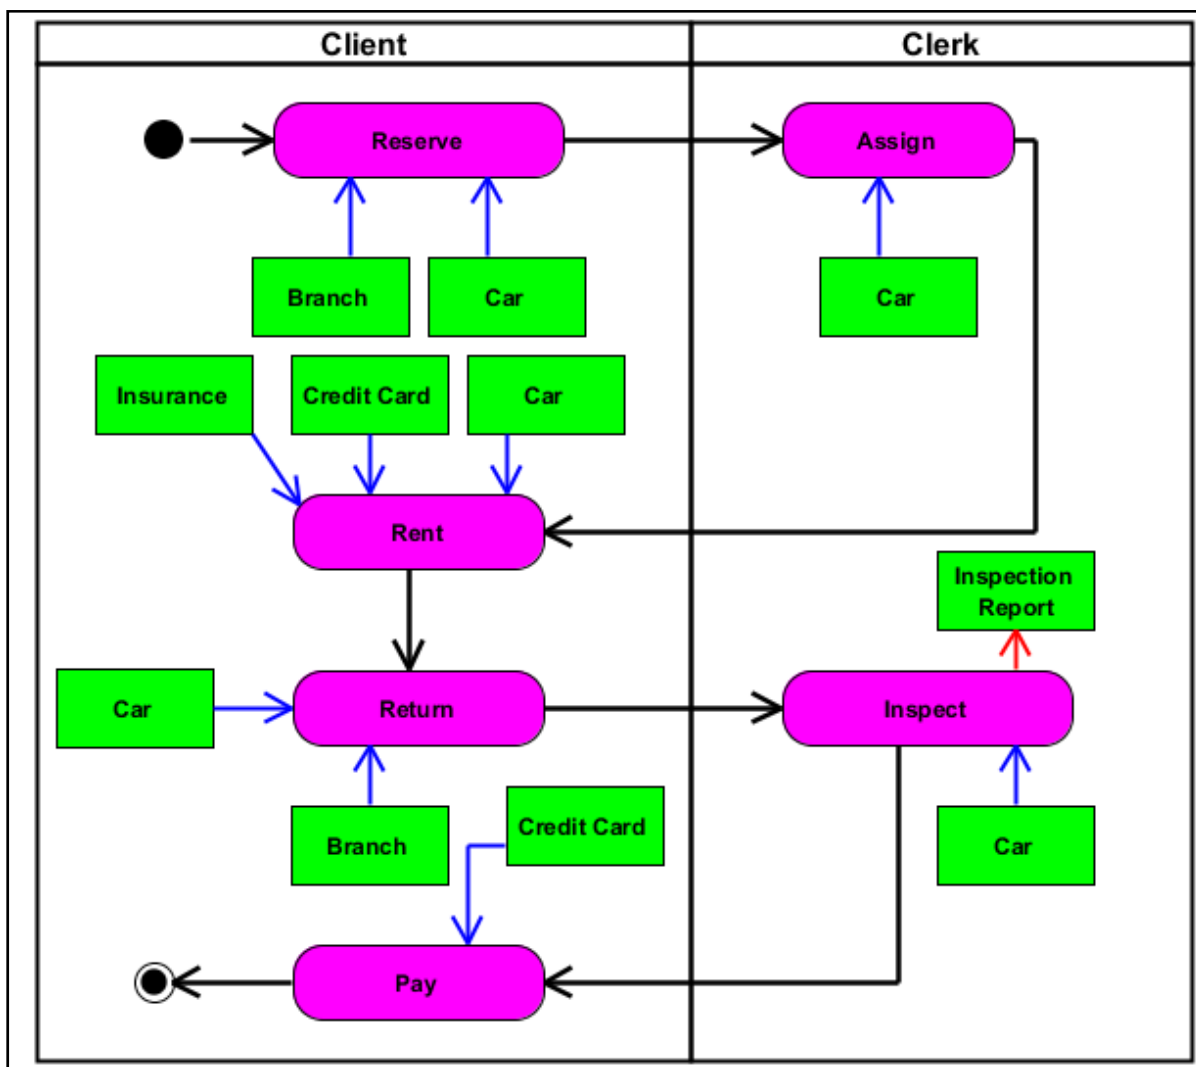 Client
Clerk
Reserve
Assign
Branch
Car
Car
Insurance
Credit Card
Car
Rent
Inspection
Report
Car
Return
Inspect
Branch
Credit Card
Car
Pay